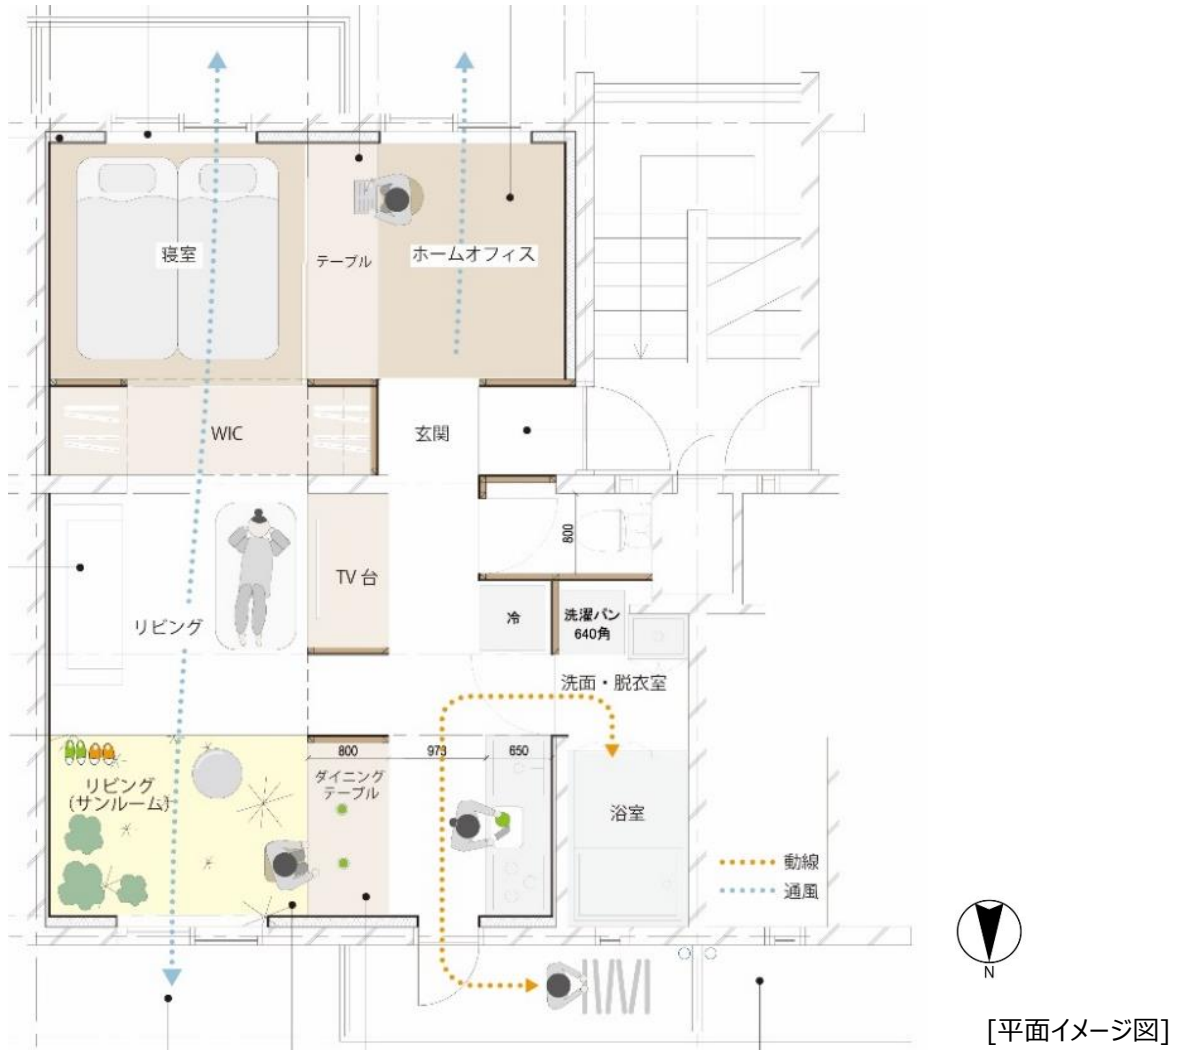 寝室
テーブル
ホームオフィス
WIC
玄関
800
TV 台
冷
洗濯パン
640角
リビング
洗面・脱衣室
800
973
650
リビング
(サンルーム)
ダイニング
テーブル
浴室
動線
通風
N
[平面イメージ図]